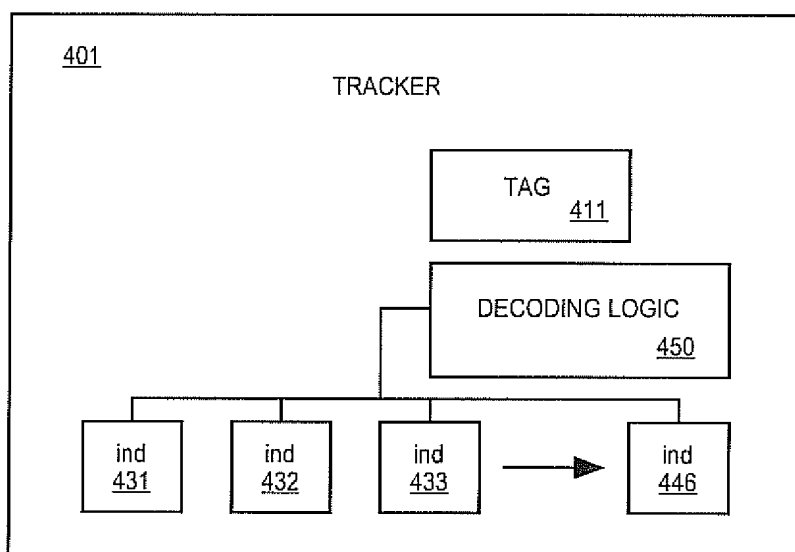 401
TRACKER
TAG
411
DECODING LOGIC
450
ind
431
ind
432
ind
433
ind
446